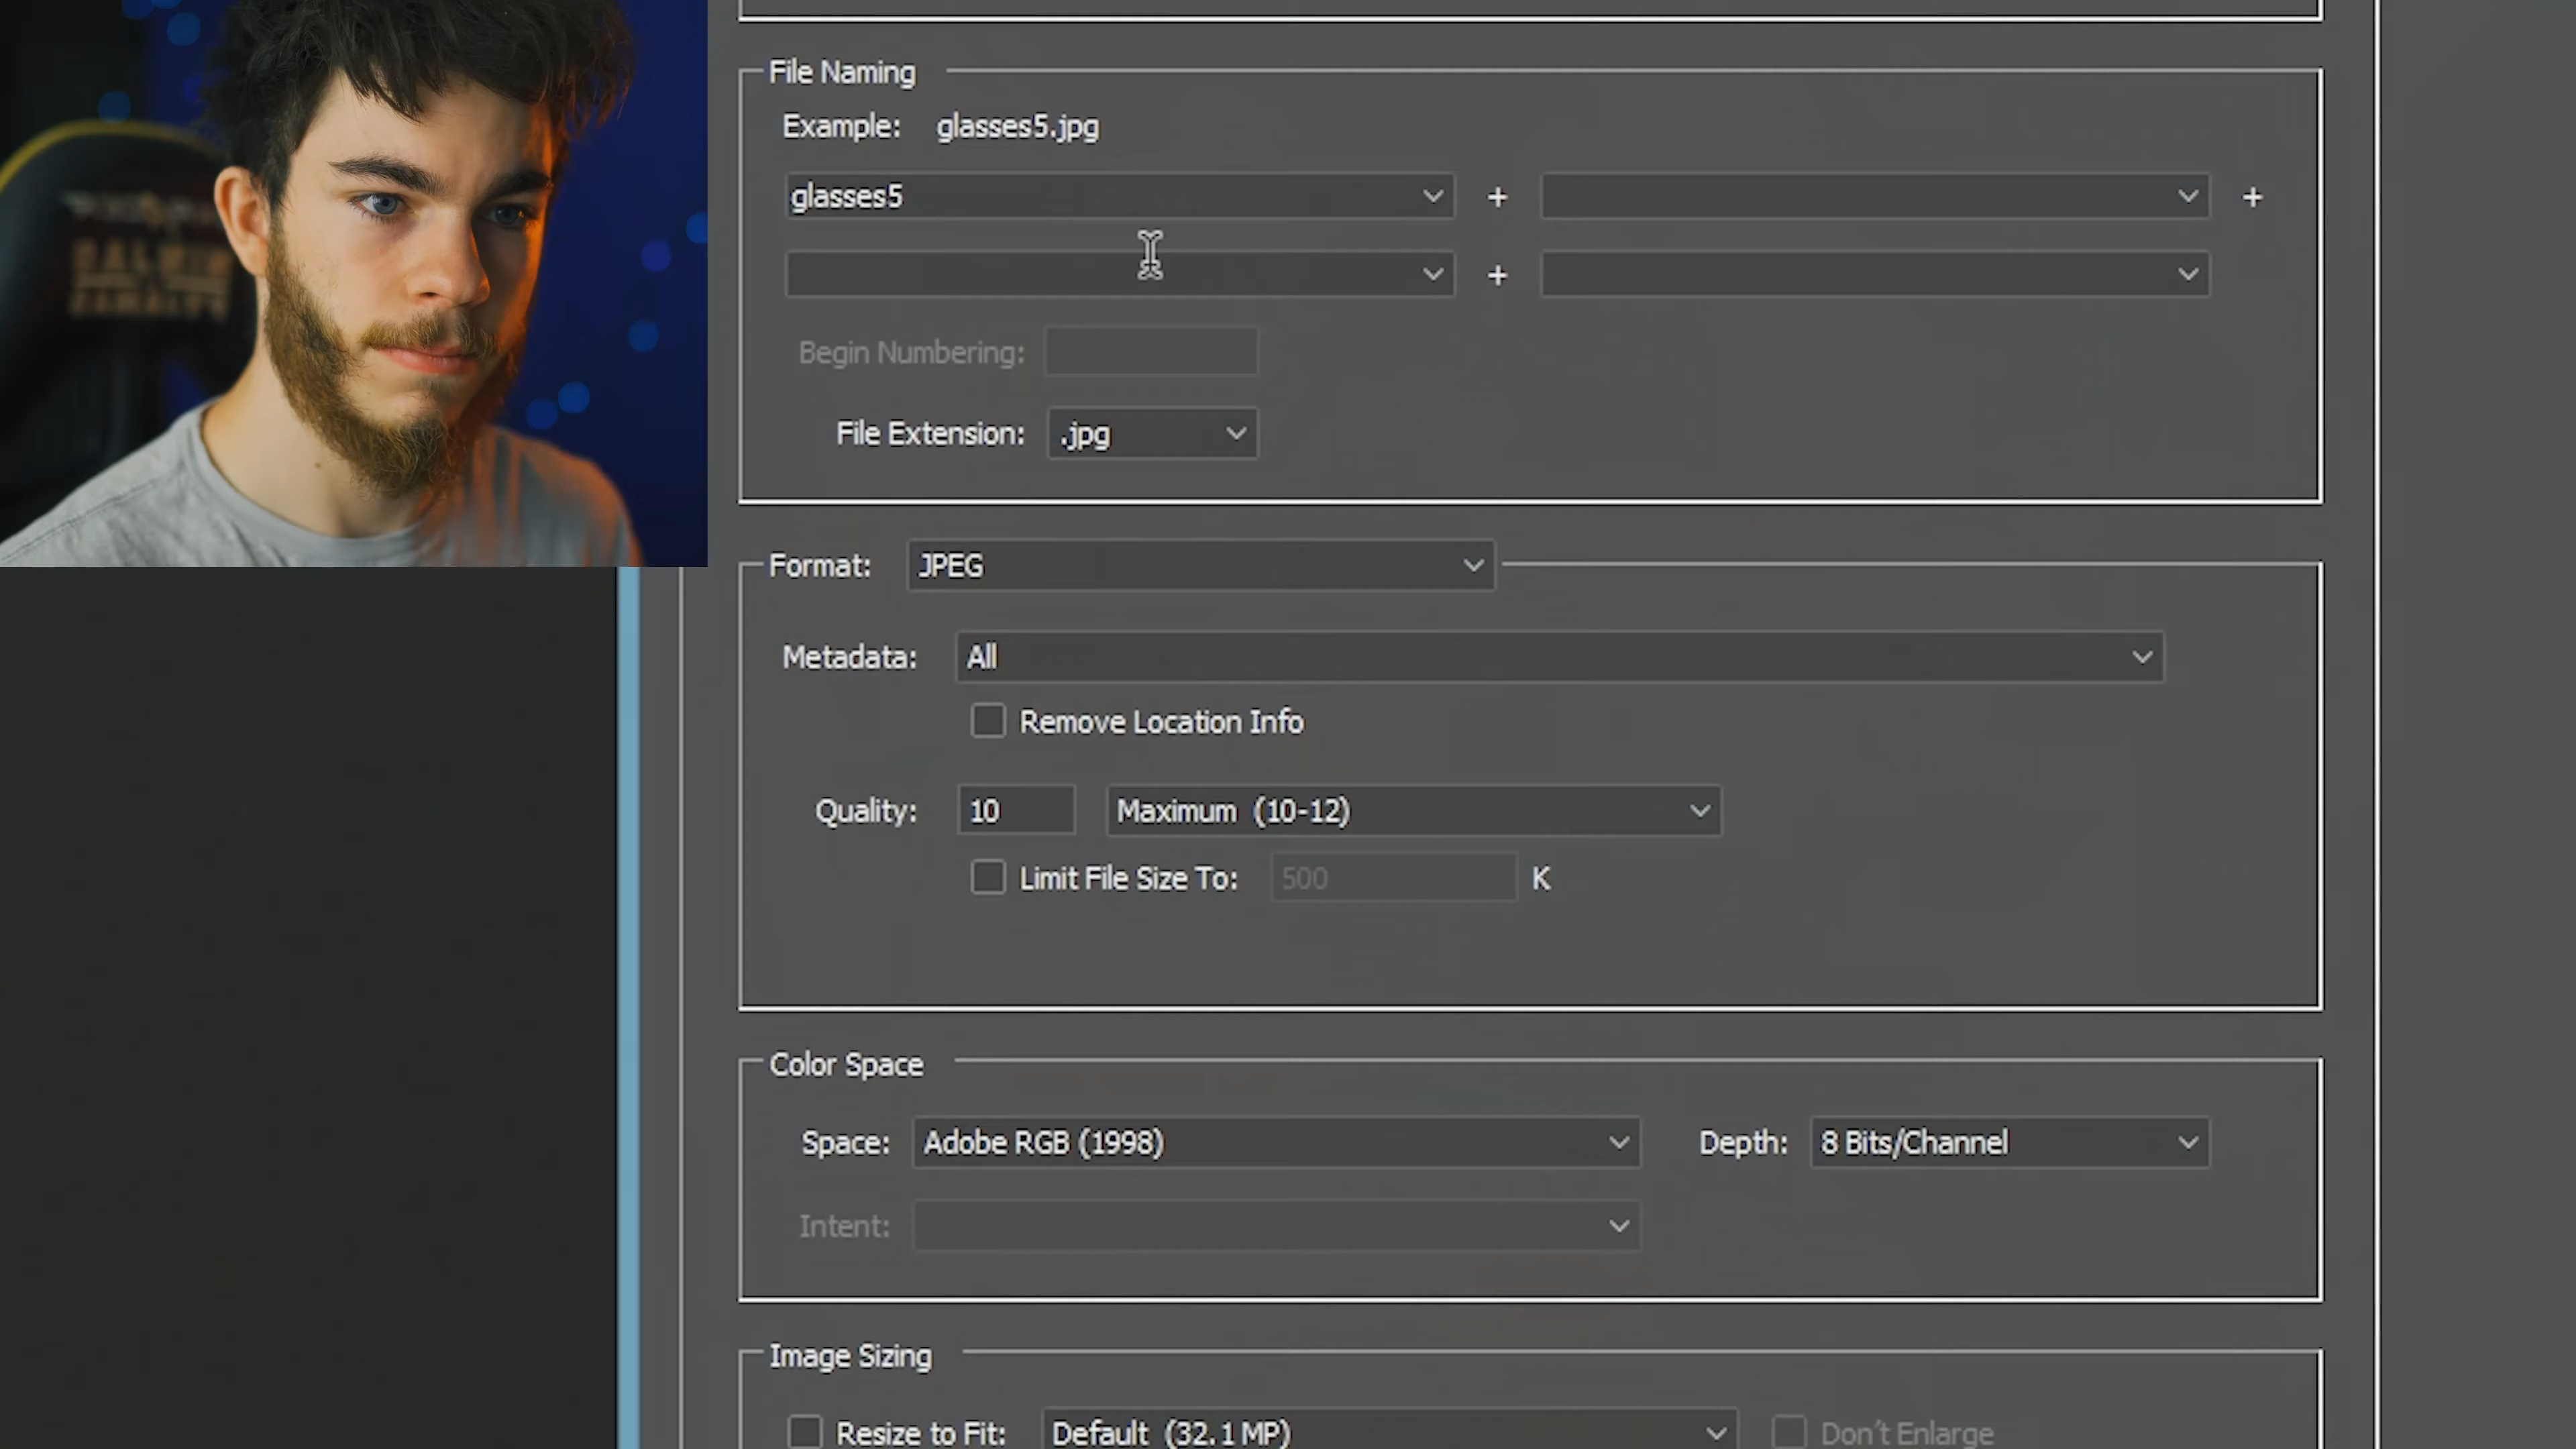 File Naming
Example: glasses5.jpg
glasses5 + +
+
Begin Numbering:
File Extension: .jpg
Format: JPEG
Metadata: All
Remove Location Info
Quality: 10 Maximum (10-12)
Limit File Size To: 500 K
Color Space
Space: Adobe RGB (1998) Depth: 8 Bits/Channel
Intent:
Image Sizing
Resize to Fit: Default (32.1 MP) Don't Enlarge